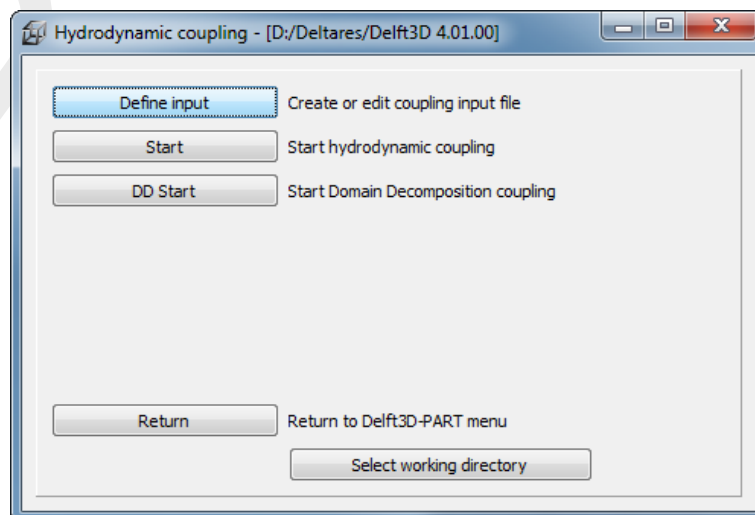 Hydrodynamic coupling - [D:/Deltares/Delft3D 4.01.00]
Define input Create or edit coupling input file
Start Start hydrodynamic coupling
DD Start Start Domain Decomposition coupling
Return Return to Delft3D-PART menu
Select working directory